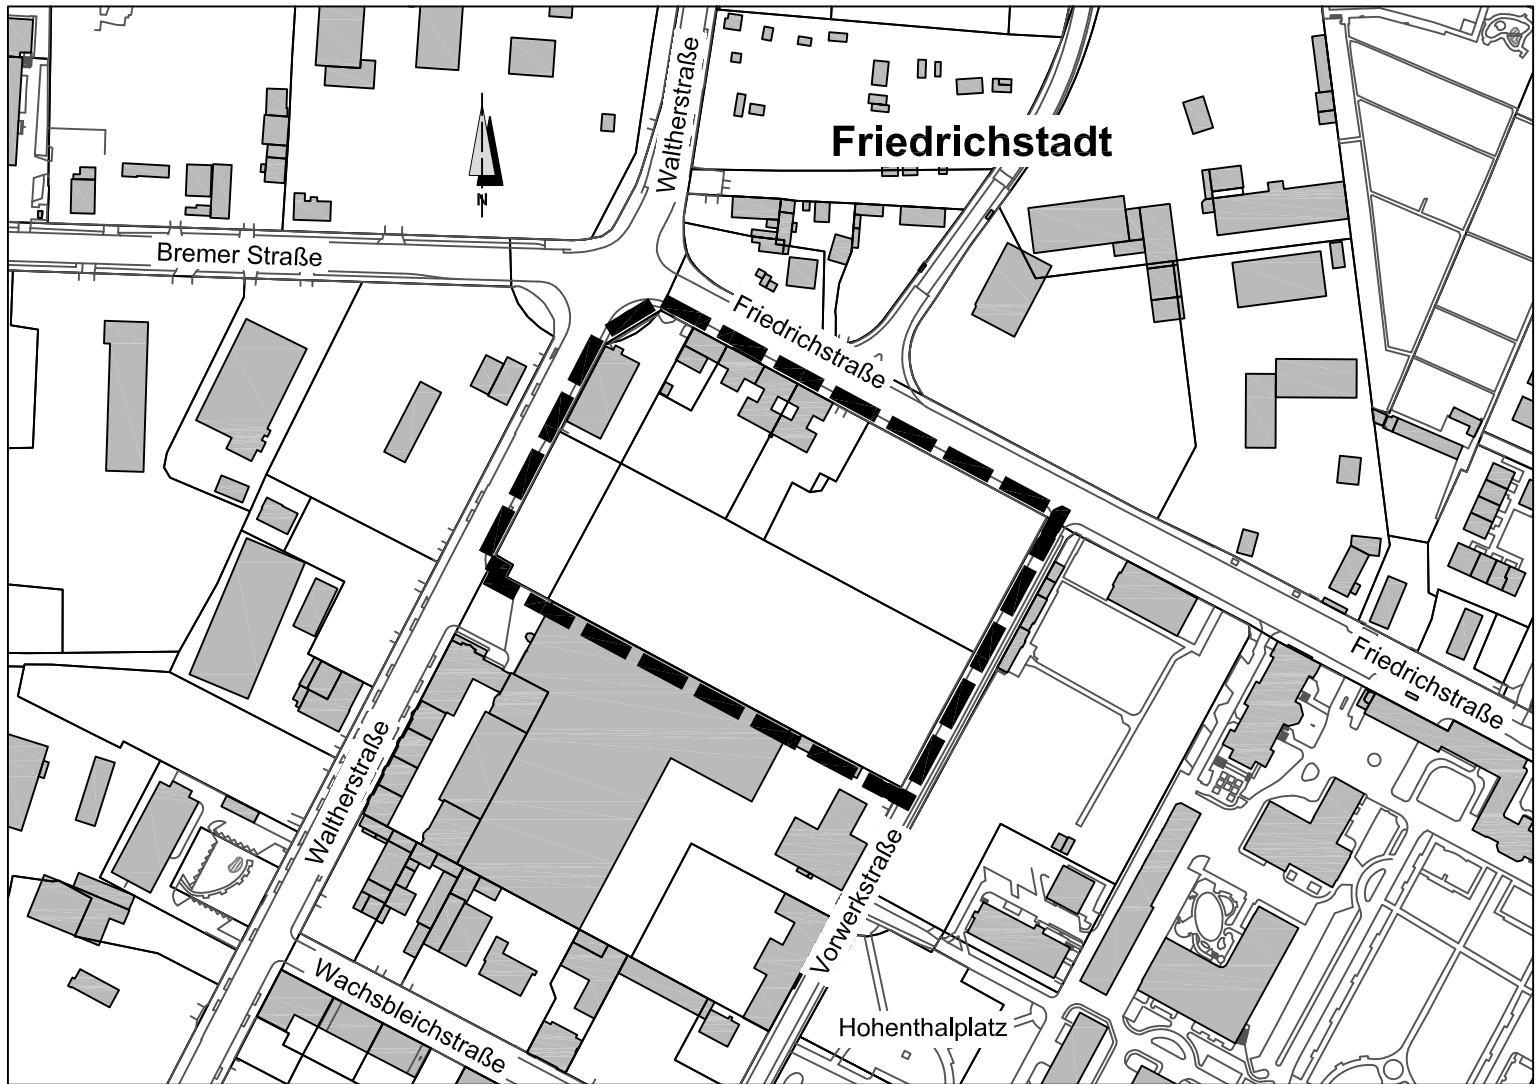 Waltherstraße
Friedrichstadt
N
Bremer Straße
Friedrichstraße
Friedrichstraße
Waltherstraße
Vorwerkstraße
Wachsbleichstraße
Hohenthalplatz